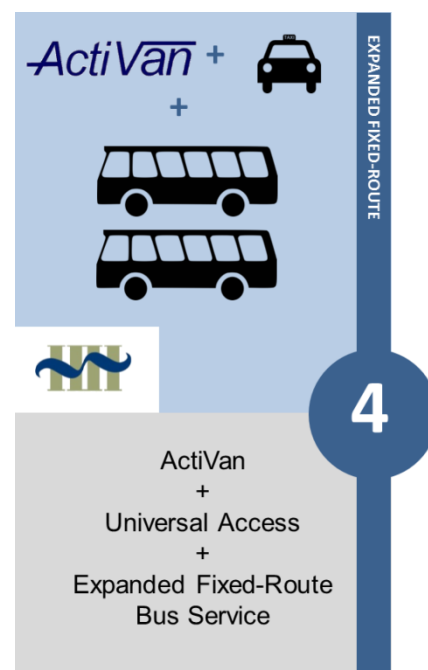 ActiVan +
+
EXPANDED FIXED-ROUTE
4
ActiVan
+
Universal Access
+
Expanded Fixed-Route
Bus Service